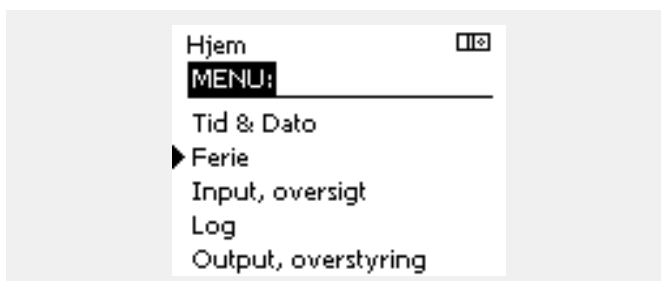 Hjem
MENU:
Tid & Dato
Ferie
Input, oversigt
Log
Output, overstyring